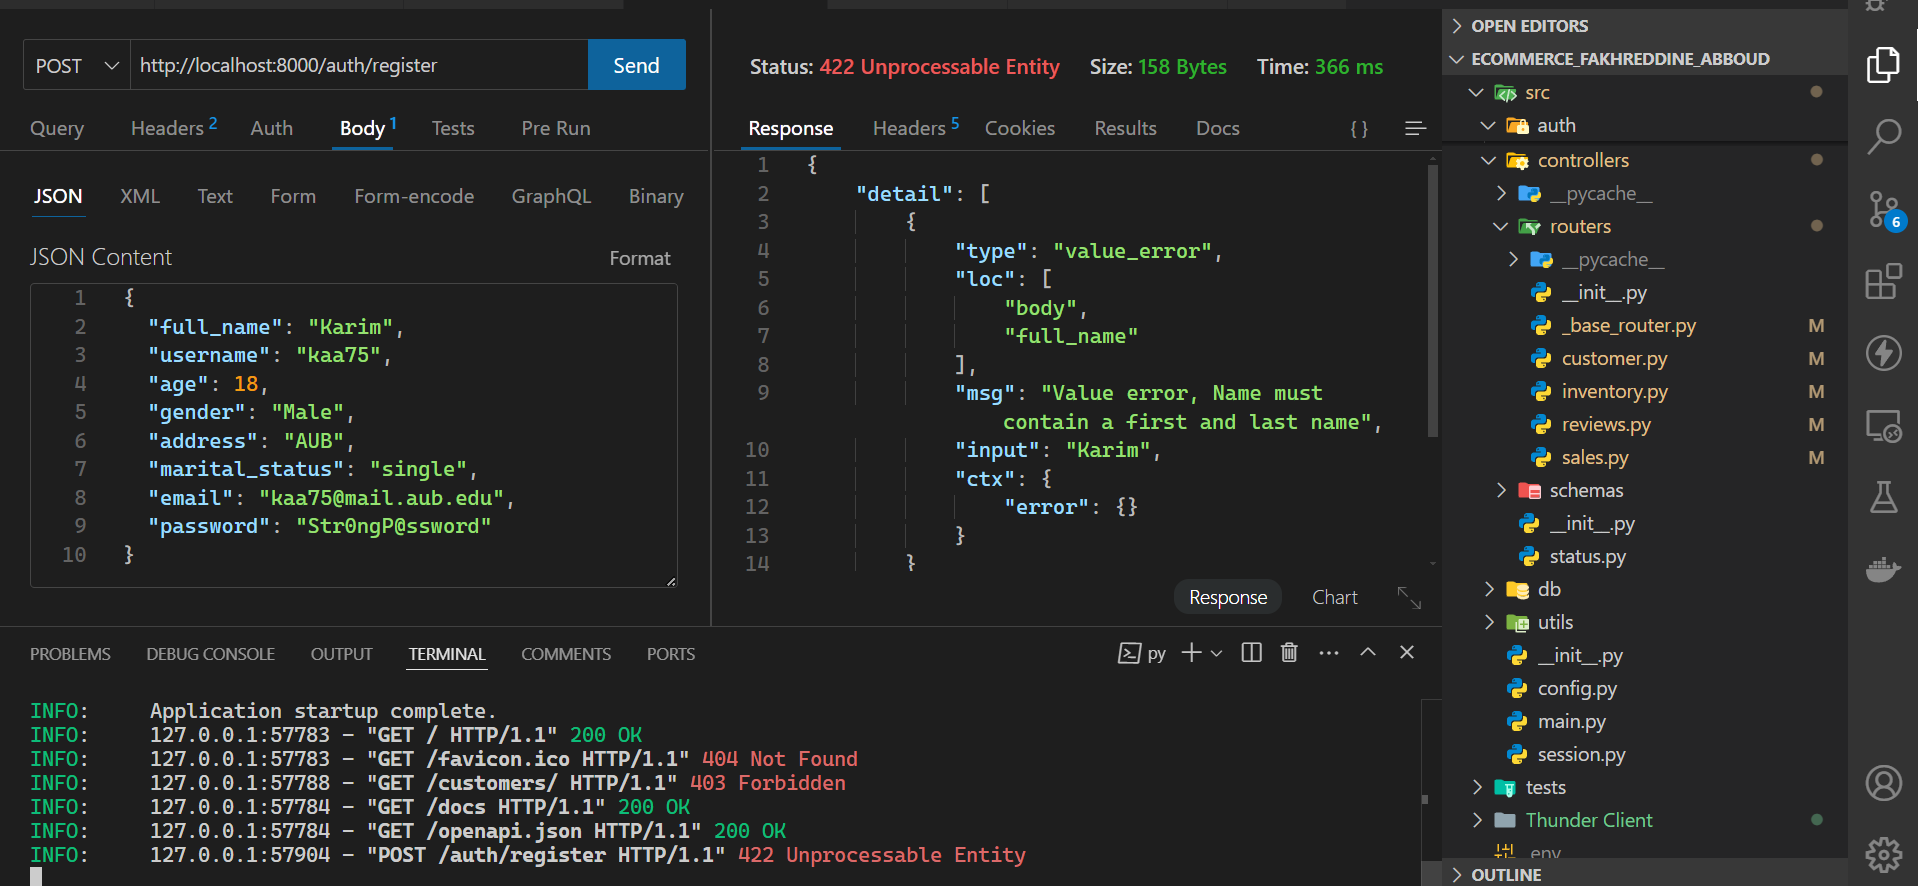 POST
http://localhost:8000/auth/register
Send
Query
Headers 2
Auth
Body 1
Tests
Pre Run
JSON
XML
Text
Form
Form-encode
GraphQL
Binary
JSON Content
Format
1 {
2 "full_name": "Karim",
3 "username": "kaa75",
4 "age": 18,
5 "gender": "Male",
6 "address": "AUB",
7 "marital_status": "single",
8 "email": "kaa75@mail.aub.edu",
9 "password": "Str0ngP@ssword"
10 }
Status: 422 Unprocessable Entity
Size: 158 Bytes
Time: 366 ms
Response
Headers 5
Cookies
Results
Docs
{ }
1 {
2 "detail": [
3 {
4 "type": "value_error",
5 "loc": [
6 "body",
7 "full_name"
8 ],
9 "msg": "Value error, Name must
contain a first and last name",
10 "input": "Karim",
11 "ctx": {
12 "error": {}
13 }
14 }
Response
Chart
PROBLEMS
DEBUG CONSOLE
OUTPUT
TERMINAL
COMMENTS
PORTS
py
INFO: Application startup complete.
INFO: 127.0.0.1:57783 - "GET / HTTP/1.1" 200 OK
INFO: 127.0.0.1:57783 - "GET /favicon.ico HTTP/1.1" 404 Not Found
INFO: 127.0.0.1:57788 - "GET /customers/ HTTP/1.1" 403 Forbidden
INFO: 127.0.0.1:57784 - "GET /docs HTTP/1.1" 200 OK
INFO: 127.0.0.1:57784 - "GET /openapi.json HTTP/1.1" 200 OK
INFO: 127.0.0.1:57904 - "POST /auth/register HTTP/1.1" 422 Unprocessable Entity
OPEN EDITORS
ECOMMERCE_FAKHREDDINE_ABBOUD
src
auth
controllers
__pycache__
routers
__pycache__
__init__.py
_base_router.py M
customer.py M
inventory.py M
reviews.py M
sales.py M
schemas
__init__.py
status.py
db
utils
__init__.py
config.py
main.py
session.py
tests
Thunder Client
.env
OUTLINE
6